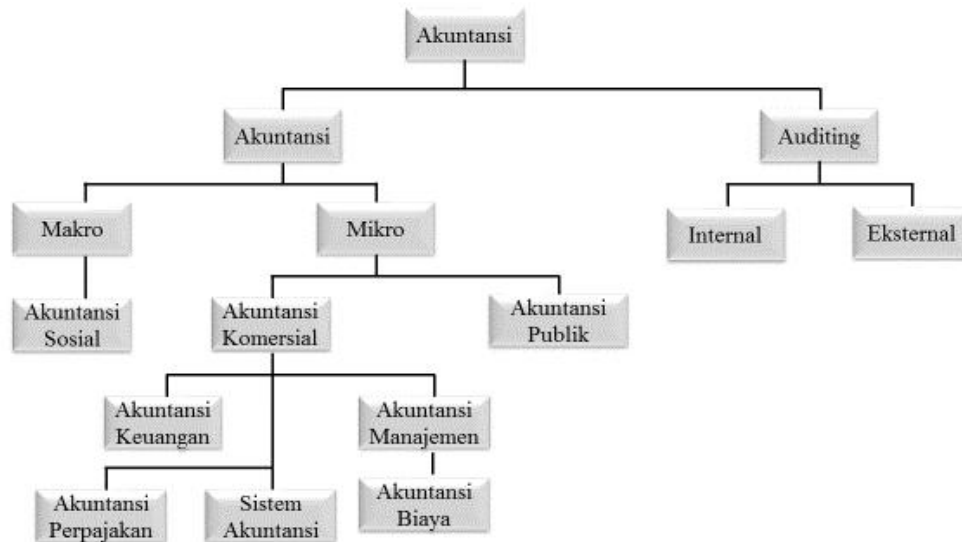 Akuntansi
Akuntansi
Auditing
Makro
Mikro
Internal
Eksternal
Akuntansi
Sosial
Akuntansi
Komersial
Akuntansi
Publik
Akuntansi
Keuangan
Akuntansi
Manajemen
Akuntansi
Perpajakan
Sistem
Akuntansi
Akuntansi
Biaya